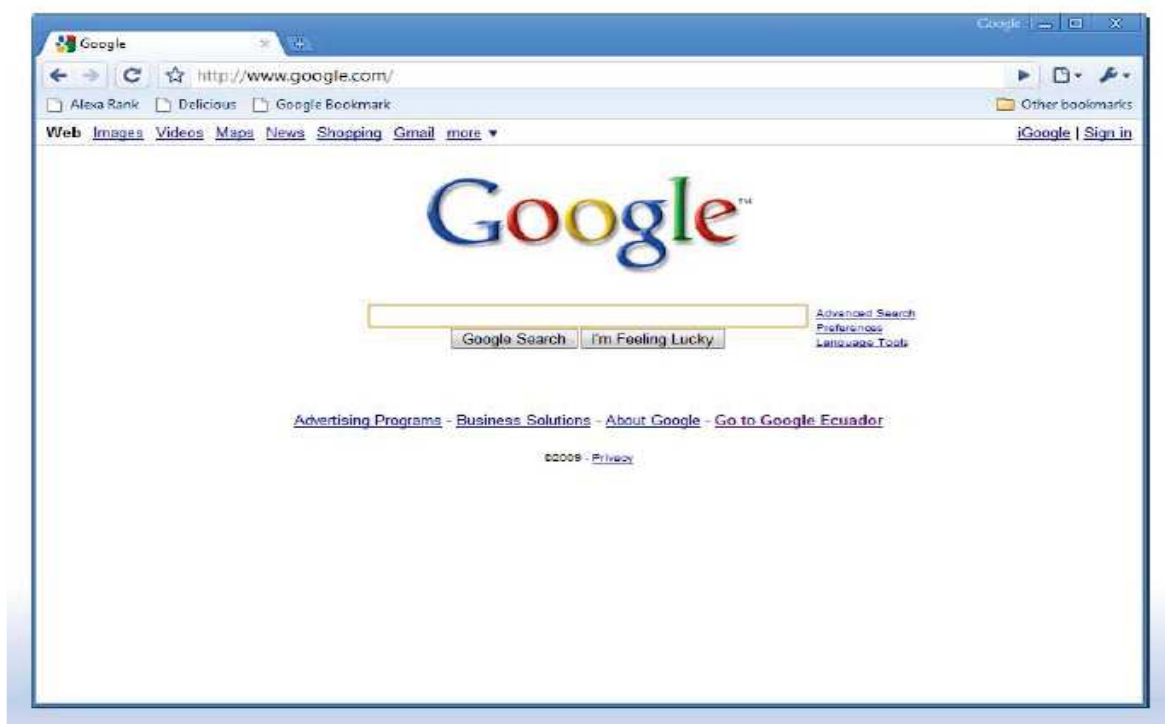 Google
Google
http://www.google.com/
Alexa Rank Delicious Google Bookmark Other bookmarks
Web Images Videos Maps News Shopping Gmail more ▼ iGoogle | Sign in
Google™
Advanced Search
Preferences
Google Search I'm Feeling Lucky Language Tools
Advertising Programs - Business Solutions - About Google - Go to Google Ecuador
©2009 - Privacy